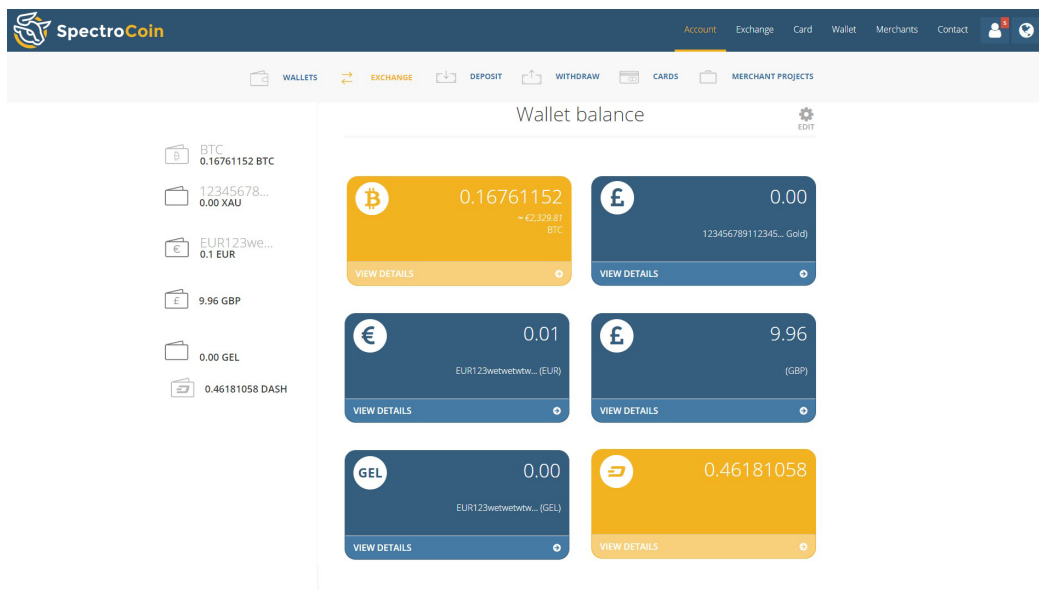 SpectroCoin
Account Exchange Card Wallet Merchants Contact 5
WALLETS EXCHANGE DEPOSIT WITHDRAW CARDS MERCHANT PROJECTS
Wallet balance
EDIT
BTC
0.16761152 BTC
12345678...
0.00 XAU
EUR123we...
0.1 EUR
9.96 GBP
0.00 GEL
0.46181058 DASH
0.16761152
≈ €2,329.81
BTC
VIEW DETAILS
£ 0.00
123456789112345... Gold)
VIEW DETAILS
€ 0.01
EUR123wetwetwtw... (EUR)
VIEW DETAILS
£ 9.96
(GBP)
VIEW DETAILS
GEL 0.00
EUR123wetwetwtw... (GEL)
VIEW DETAILS
0.46181058
VIEW DETAILS